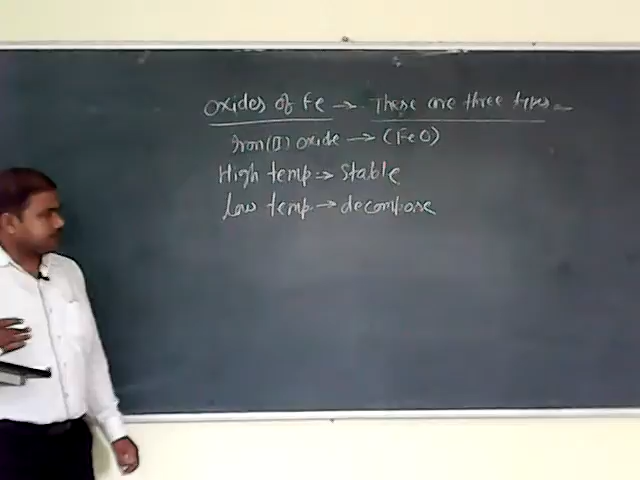 Oxides of Fe → These are three types
Iron(II) oxide → (FeO)
High temp → stable
Low temp → decompose